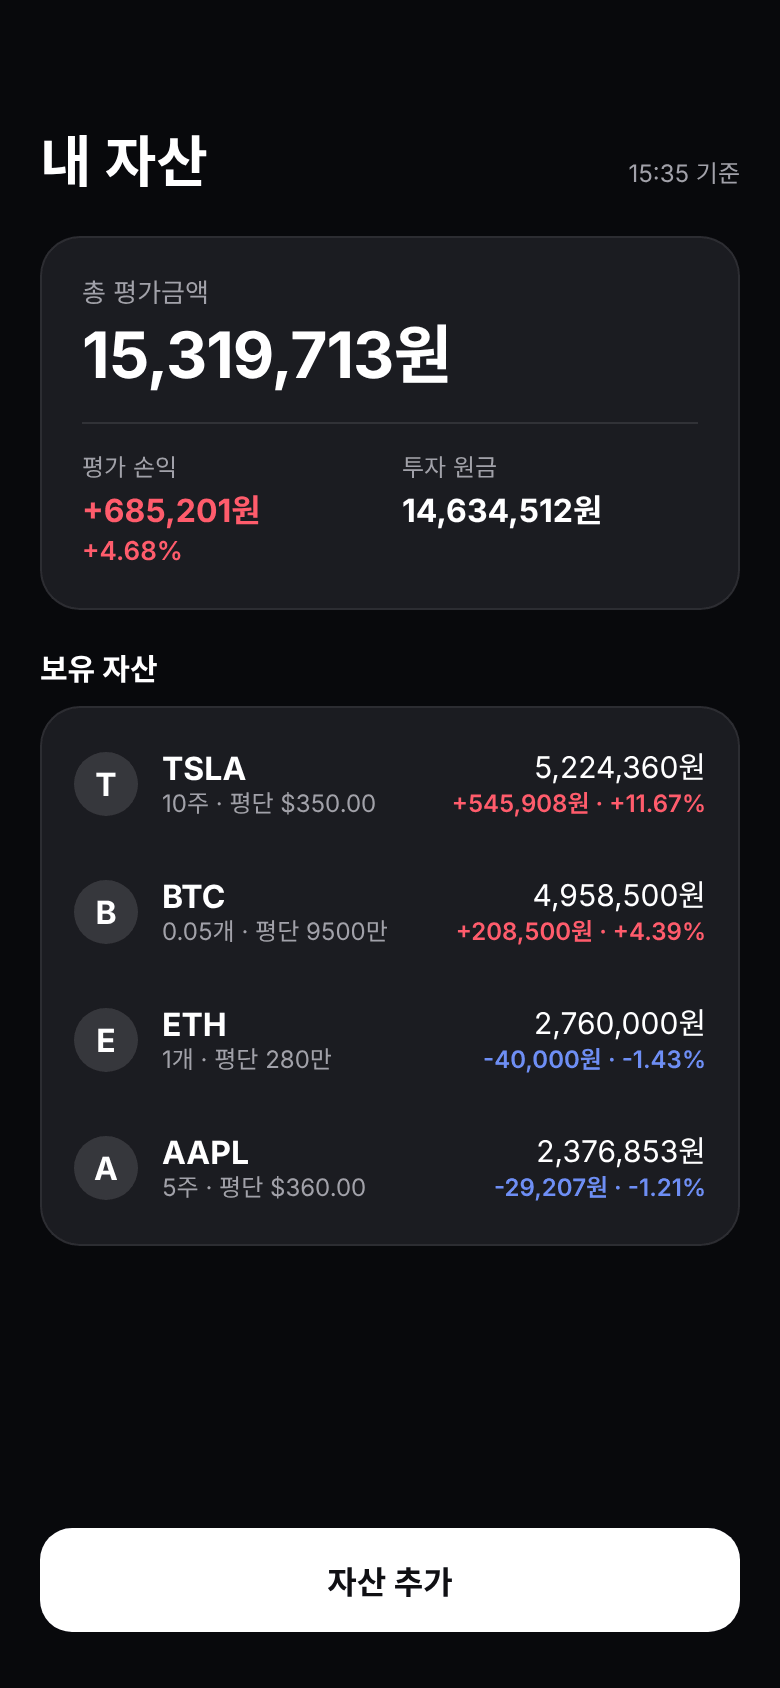 내 자산
15:35 기준
총 평가금액
15,319,713원
평가 손익
투자 원금
+685,201원
14,634,512원
+4.68%
보유 자산
T
TSLA
5,224,360원
10주 · 평단 $350.00
+545,908원 · +11.67%
B
BTC
4,958,500원
0.05개 · 평단 9500만
+208,500원 · +4.39%
E
ETH
2,760,000원
1개 · 평단 280만
-40,000원 · -1.43%
A
AAPL
2,376,853원
5주 · 평단 $360.00
-29,207원 · -1.21%
자산 추가